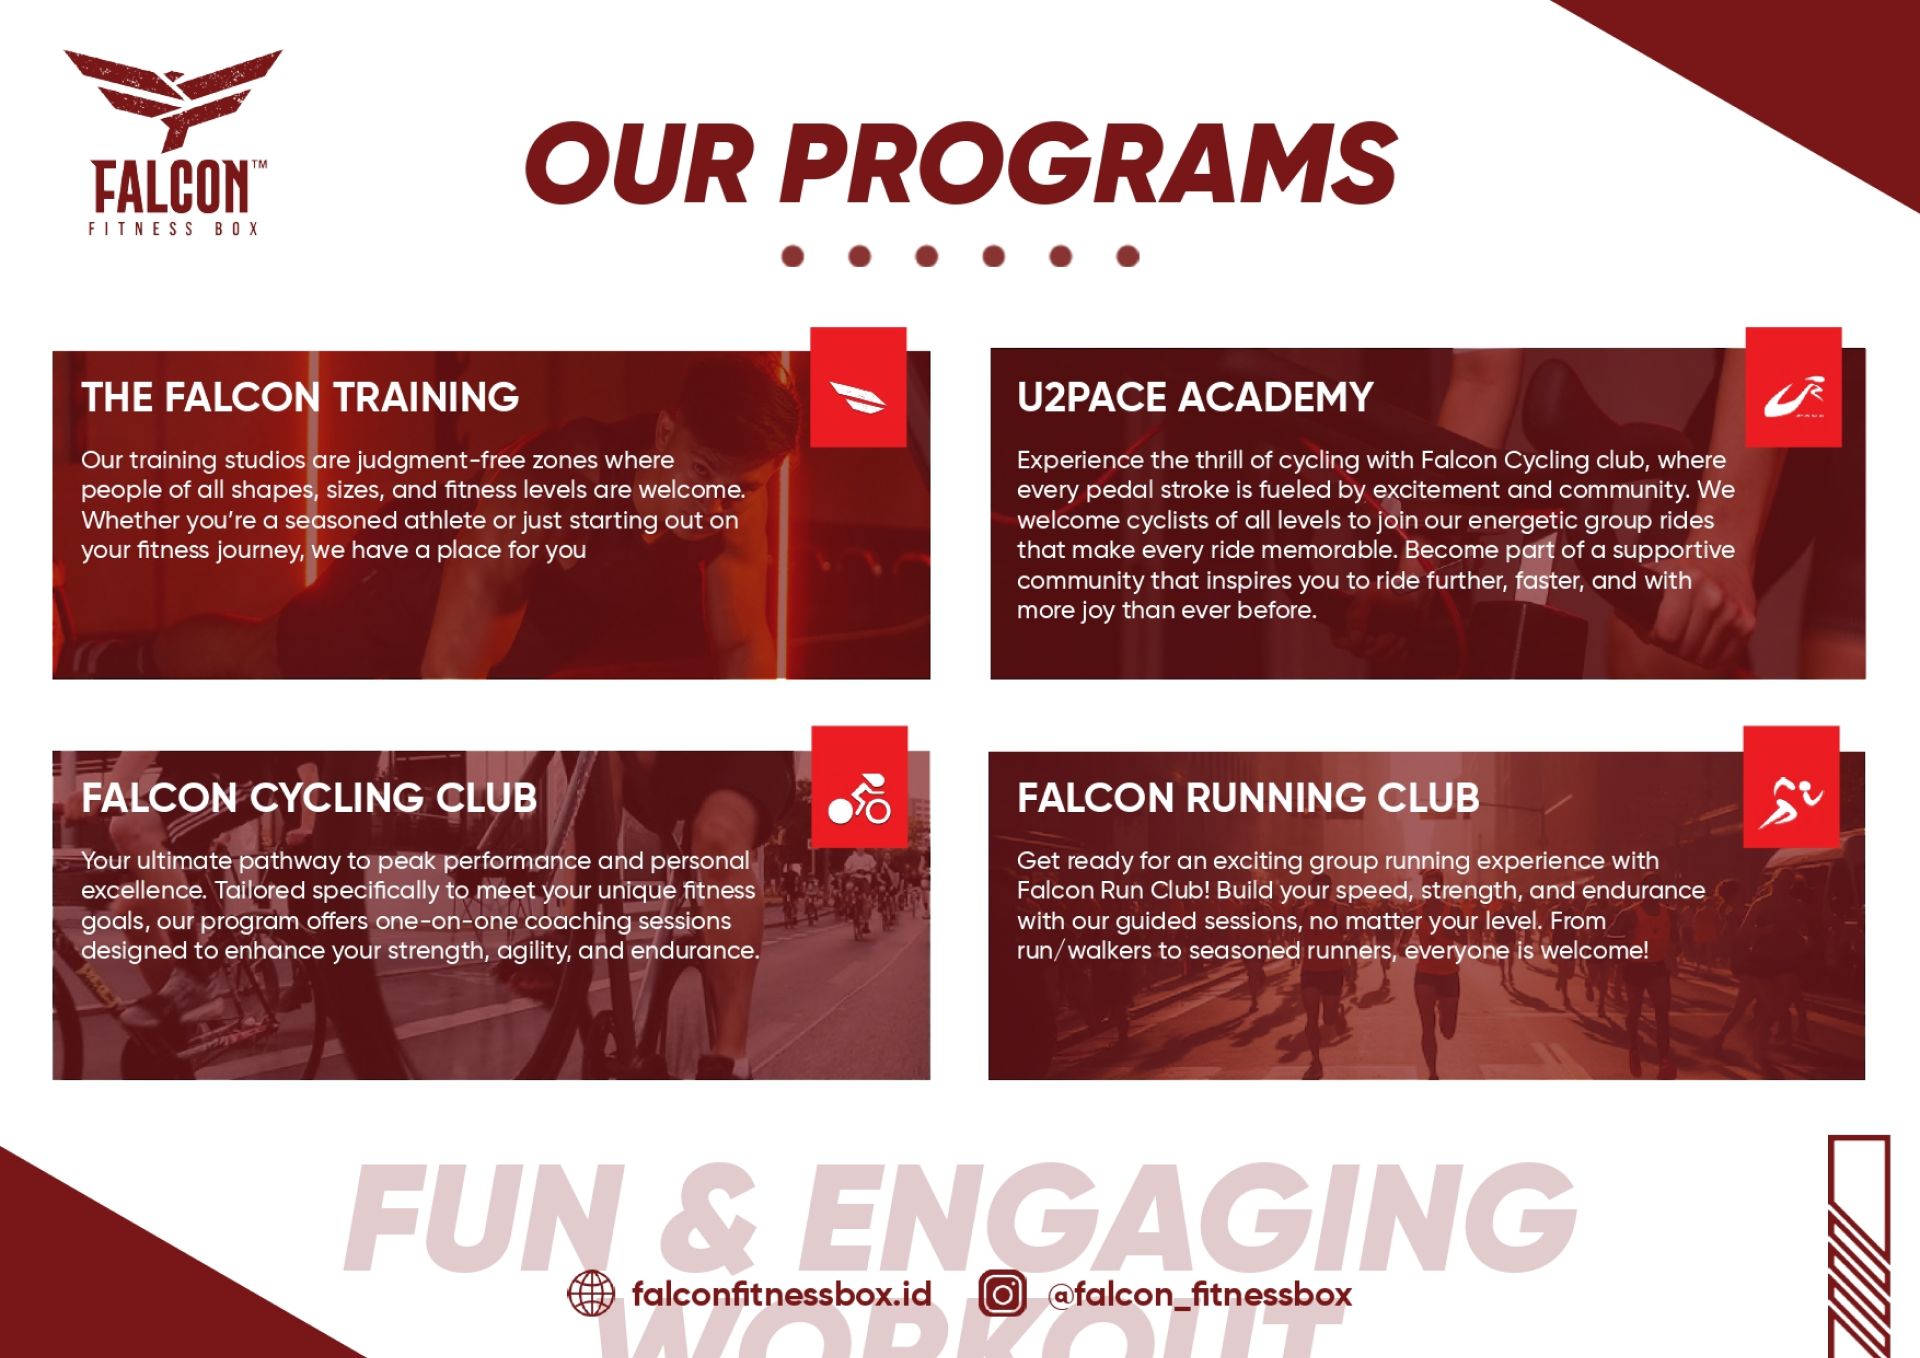 FALCON™
FITNESS BOX
OUR PROGRAMS
THE FALCON TRAINING
Our training studios are judgment-free zones where
people of all shapes, sizes, and fitness levels are welcome.
Whether you're a seasoned athlete or just starting out on
your fitness journey, we have a place for you
U2PACE ACADEMY
Experience the thrill of cycling with Falcon Cycling club, where
every pedal stroke is fueled by excitement and community. We
welcome cyclists of all levels to join our energetic group rides
that make every ride memorable. Become part of a supportive
community that inspires you to ride further, faster, and with
more joy than ever before.
FALCON CYCLING CLUB
Your ultimate pathway to peak performance and personal
excellence. Tailored specifically to meet your unique fitness
goals, our program offers one-on-one coaching sessions
designed to enhance your strength, agility, and endurance.
FALCON RUNNING CLUB
Get ready for an exciting group running experience with
Falcon Run Club! Build your speed, strength, and endurance
with our guided sessions, no matter your level. From
run/walkers to seasoned runners, everyone is welcome!
FUN & ENGAGING
falconfitnessbox.id @falcon_fitnessbox
WORKOUT